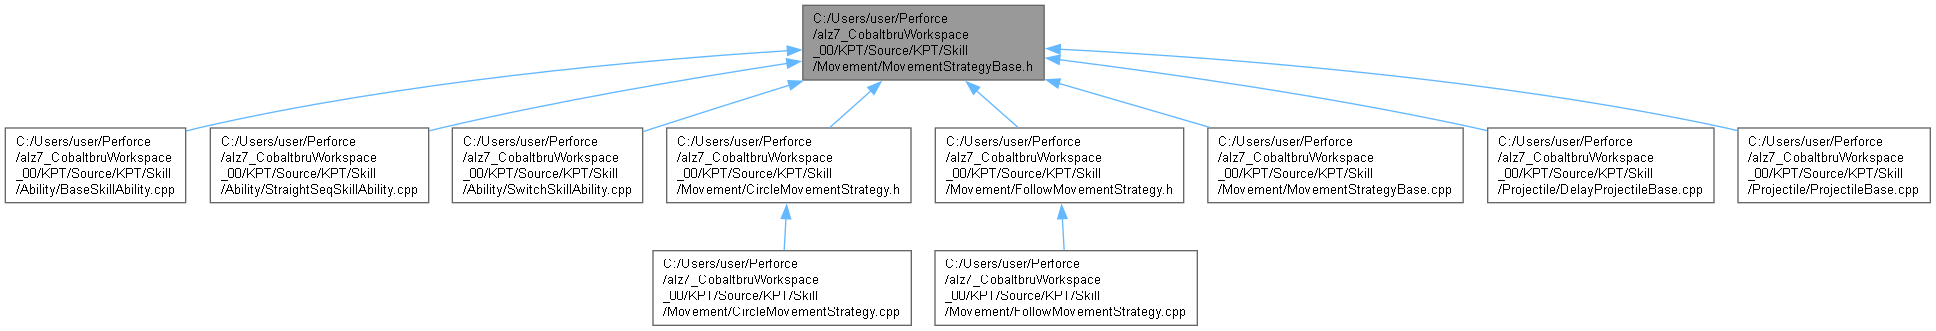 C:/Users/user/Perforce
/alz7_CobaltbruWorkspace
_00/KPT/Source/KPT/Skill
/Movement/MovementStrategyBase.h
C:/Users/user/Perforce
/alz7_CobaltbruWorkspace
_00/KPT/Source/KPT/Skill
/Ability/BaseSkillAbility.cpp
C:/Users/user/Perforce
/alz7_CobaltbruWorkspace
_00/KPT/Source/KPT/Skill
/Ability/StraightSeqSkillAbility.cpp
C:/Users/user/Perforce
/alz7_CobaltbruWorkspace
_00/KPT/Source/KPT/Skill
/Ability/SwitchSkillAbility.cpp
C:/Users/user/Perforce
/alz7_CobaltbruWorkspace
_00/KPT/Source/KPT/Skill
/Movement/CircleMovementStrategy.h
C:/Users/user/Perforce
/alz7_CobaltbruWorkspace
_00/KPT/Source/KPT/Skill
/Movement/FollowMovementStrategy.h
C:/Users/user/Perforce
/alz7_CobaltbruWorkspace
_00/KPT/Source/KPT/Skill
/Movement/MovementStrategyBase.cpp
C:/Users/user/Perforce
/alz7_CobaltbruWorkspace
_00/KPT/Source/KPT/Skill
/Projectile/DelayProjectileBase.cpp
C:/Users/user/Perforce
/alz7_CobaltbruWorkspace
_00/KPT/Source/KPT/Skill
/Projectile/ProjectileBase.cpp
C:/Users/user/Perforce
/alz7_CobaltbruWorkspace
_00/KPT/Source/KPT/Skill
/Movement/CircleMovementStrategy.cpp
C:/Users/user/Perforce
/alz7_CobaltbruWorkspace
_00/KPT/Source/KPT/Skill
/Movement/FollowMovementStrategy.cpp